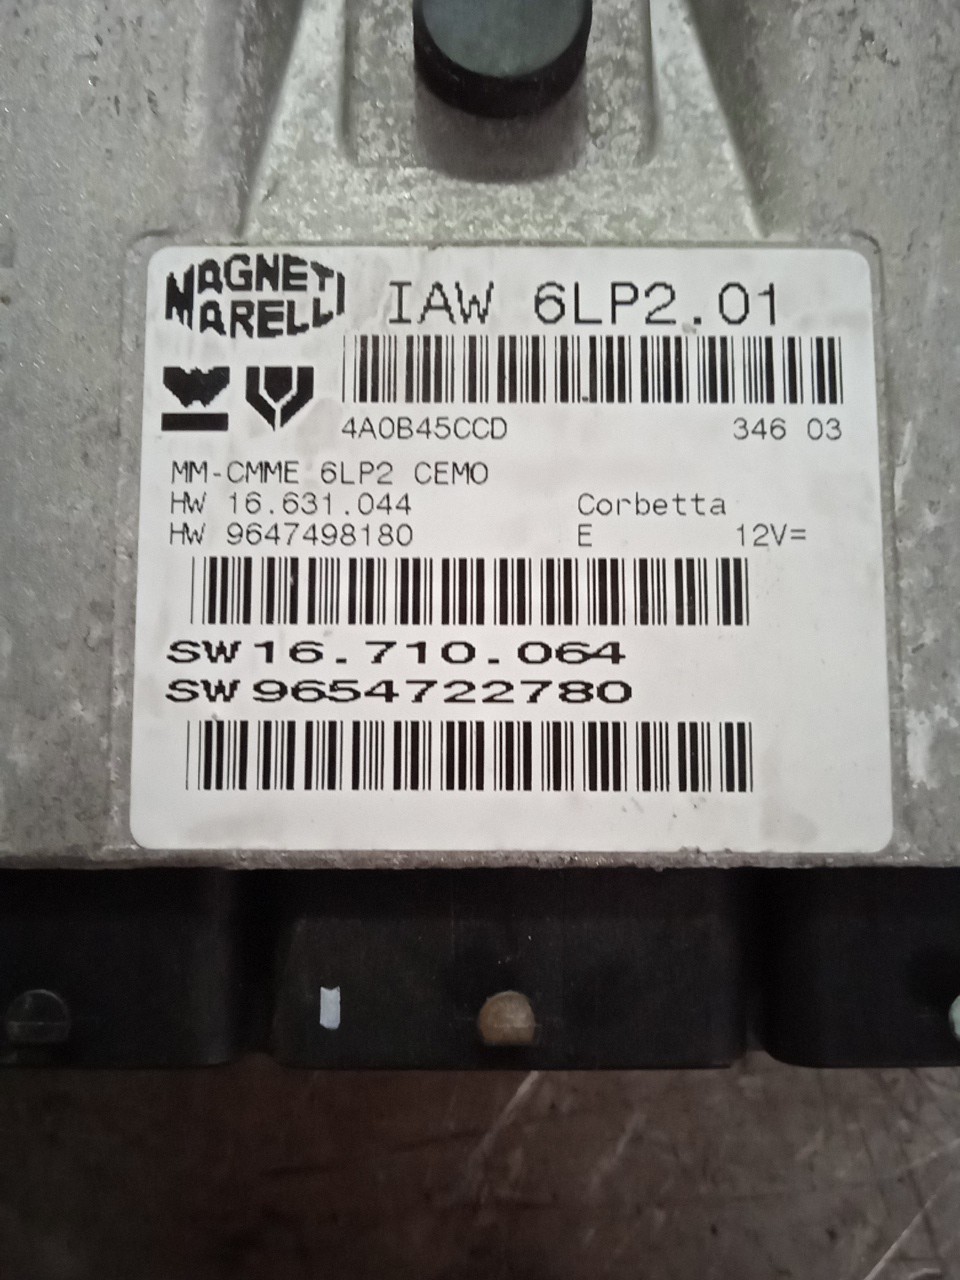 MAGNETI
MARELLI
IAW 6LP2.01
4A0B45CCD 346 03
MM-CMME 6LP2 CEMO
HW 16.631.044 Corbetta
HW 9647498180 E 12V=
SW 16.710.064
SW 9654722780